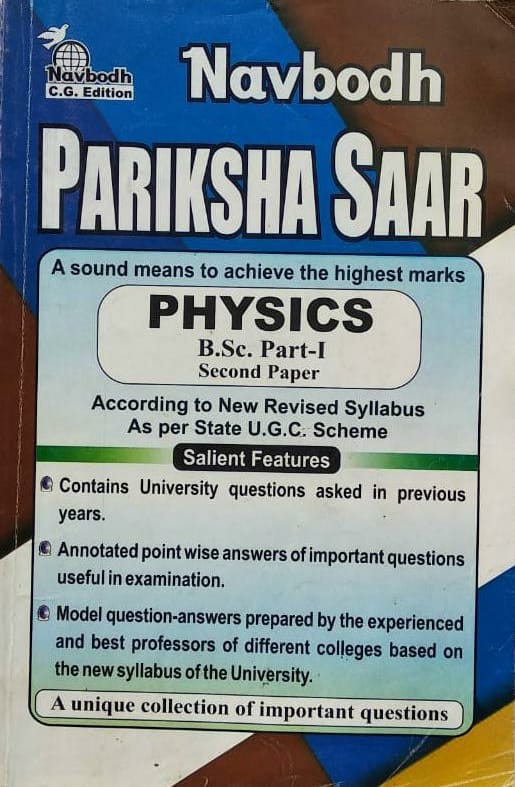 Navbodh
C.G. Edition
Navbodh
PARIKSHA SAAR
A sound means to achieve the highest marks
PHYSICS
B.Sc. Part-I
Second Paper
According to New Revised Syllabus
As per State U.G.C. Scheme
Salient Features
Contains University questions asked in previous
years.
Annotated point wise answers of important questions
useful in examination.
Model question-answers prepared by the experienced
and best professors of different colleges based on
the new syllabus of the University.
A unique collection of important questions